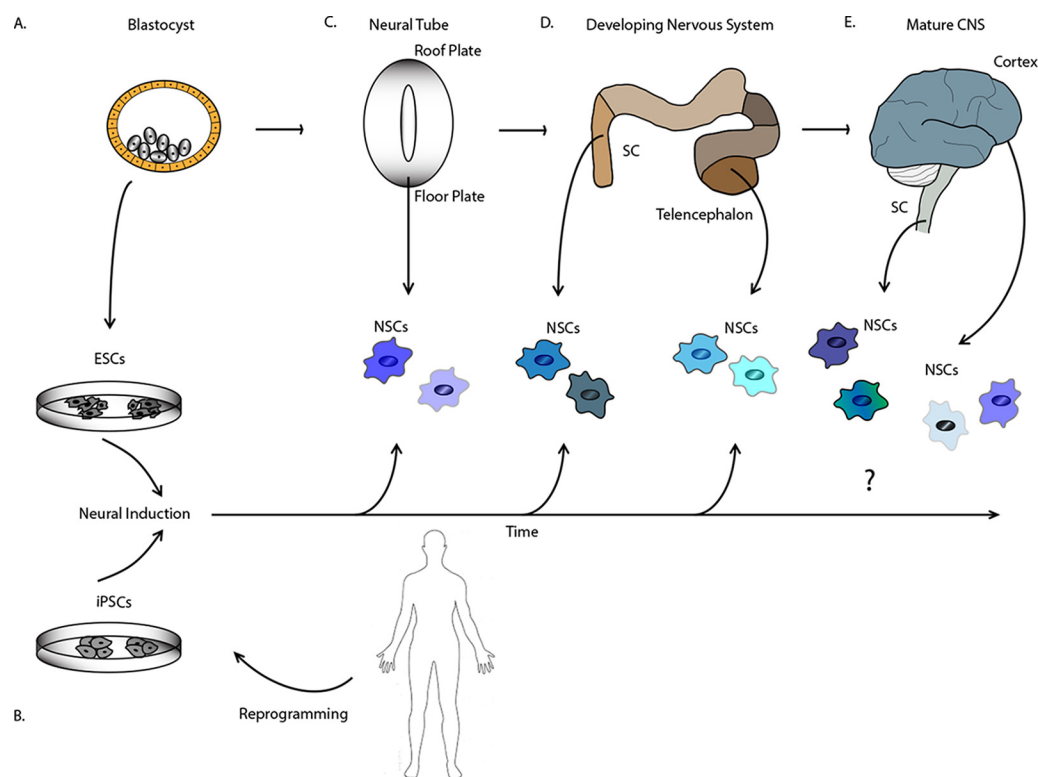 A.
Blastocyst
C.
Neural Tube
D.
Developing Nervous System
E.
Mature CNS
Roof Plate
Cortex
SC
Floor Plate
Telencephalon
SC
NSCs
NSCs
NSCs
NSCs
ESCs
NSCs
?
Neural Induction
Time
iPSCs
Reprogramming
B.